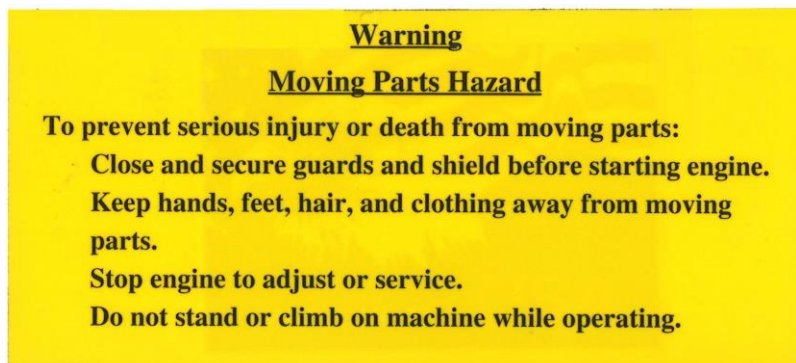 Warning
Moving Parts Hazard
To prevent serious injury or death from moving parts:
Close and secure guards and shield before starting engine.
Keep hands, feet, hair, and clothing away from moving
parts.
Stop engine to adjust or service.
Do not stand or climb on machine while operating.